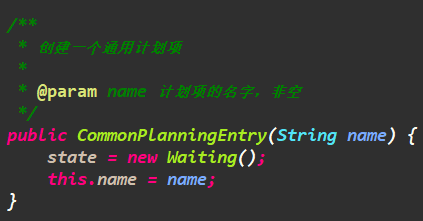 /**
 * 创建一个通用计划项
 *
 * @param name 计划项的名字，非空
 */
public CommonPlanningEntry(String name) {
    state = new Waiting();
    this.name = name;
}